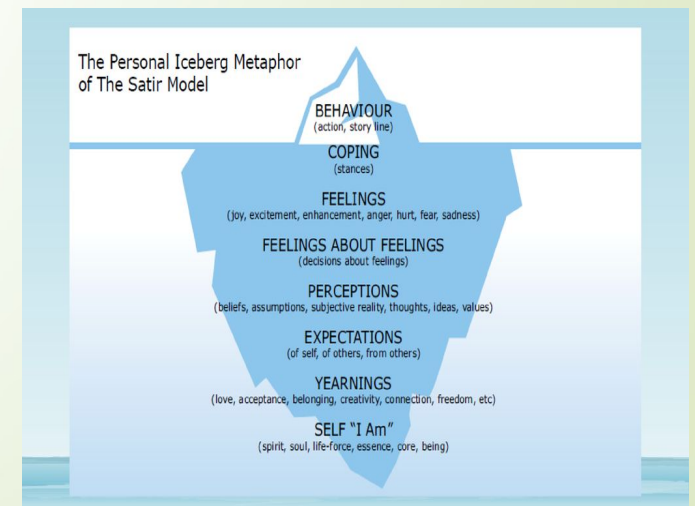 The Personal Iceberg Metaphor
of The Satir Model
BEHAVIOUR
(action, story line)
COPING
(stances)
FEELINGS
(joy, excitement, enhancement, anger, hurt, fear, sadness)
FEELINGS ABOUT FEELINGS
(decisions about feelings)
PERCEPTIONS
(beliefs, assumptions, subjective reality, thoughts, ideas, values)
EXPECTATIONS
(of self, of others, from others)
YEARNINGS
(love, acceptance, belonging, creativity, connection, freedom, etc)
SELF “I Am”
(spirit, soul, life-force, essence, core, being)